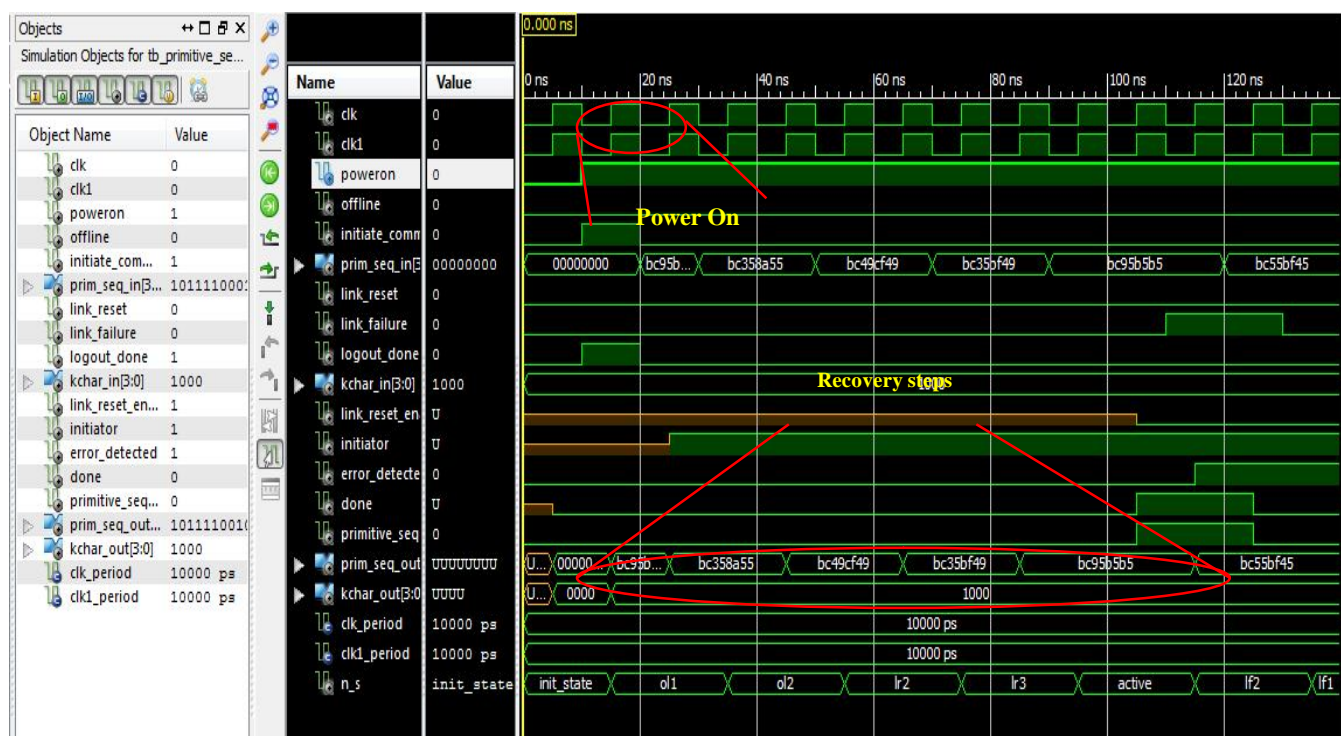 Objects
Simulation Objects for tb_primitive_se...
Object Name Value
clk 0
clk1 0
poweron 1
offline 0
initiate_com... 1
prim_seq_in[3... 101111000:
link_reset 0
link_failure 0
logout_done 1
kchar_in[3:0] 1000
link_reset_en... 1
initiator 1
error_detected 1
done 0
primitive_seq... 0
prim_seq_out... 101111001(
kchar_out[3:0] 1000
clk_period 10000 ps
clk1_period 10000 ps
0.000 ns
Name Value 0 ns 20 ns 40 ns 60 ns 80 ns 100 ns 120 ns
clk 0
clk1 0
poweron 0
offline 0
Power On
initiate_comm 0
prim_seq_in[3 00000000 00000000 bc95b... bc358a55 bc49cf49 bc35bf49 bc95b5b5 bc55bf45
link_reset 0
link_failure 0
logout_done 0
kchar_in[3:0] 1000 1000
Recovery steps
link_reset_en U
initiator U
error_detecte 0
done U
primitive_seq 0
prim_seq_out UUUUUUUU U... 00000... bc95b... bc358a55 bc49cf49 bc35bf49 bc95b5b5 bc55bf45
kchar_out[3:0 UUUU U... 0000 1000
clk_period 10000 ps 10000 ps
clk1_period 10000 ps 10000 ps
n_s init_state init_state ol1 ol2 lr2 lr3 active lf2 lf1